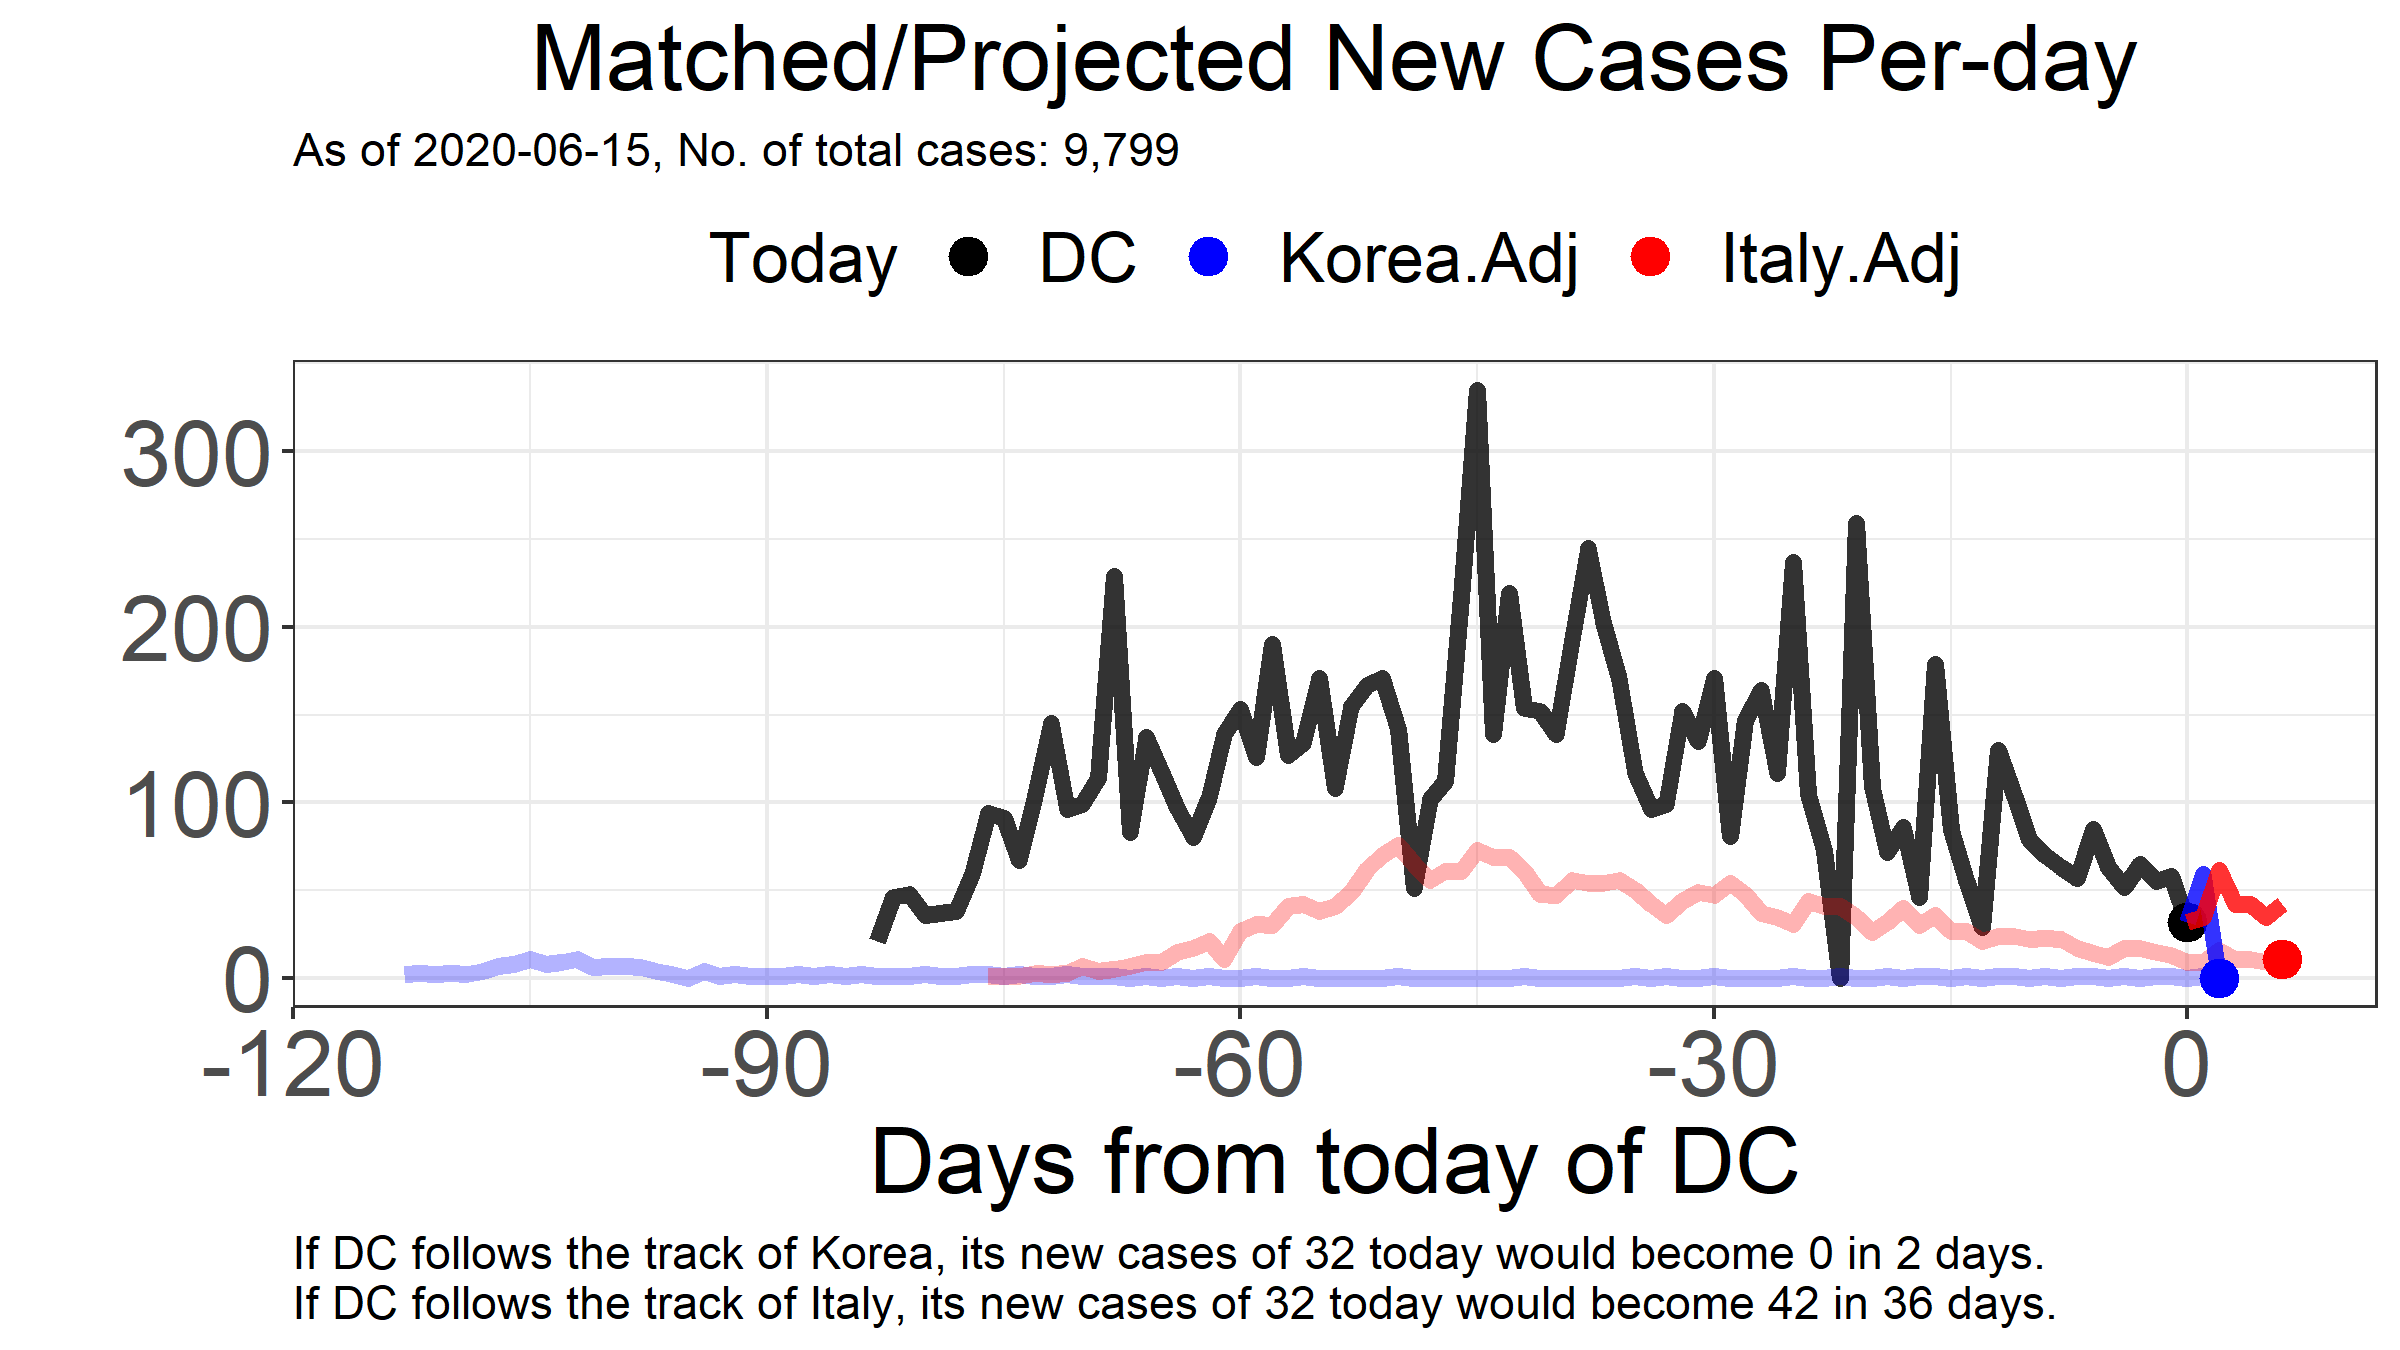 Matched/Projected New Cases Per-day
As of 2020-06-15, No. of total cases: 9,799
Today DC Korea.Adj Italy.Adj
300
200
100
0
-120 -90 -60 -30 0
Days from today of DC
If DC follows the track of Korea, its new cases of 32 today would become 0 in 2 days.
If DC follows the track of Italy, its new cases of 32 today would become 42 in 36 days.